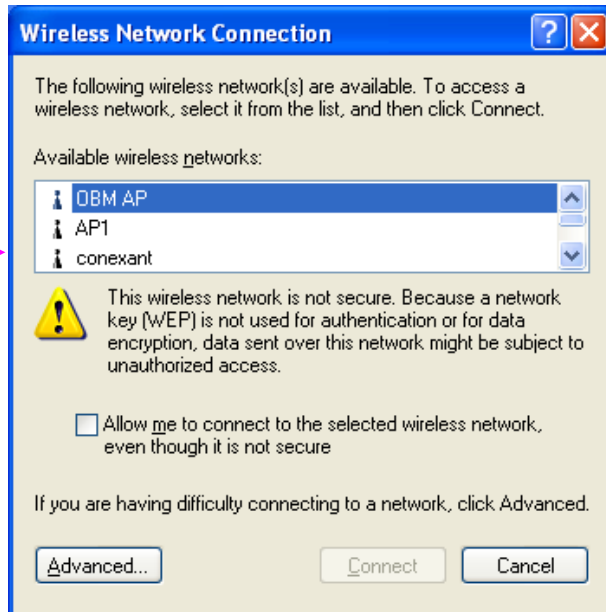 Wireless Network Connection
The following wireless network(s) are available. To access a
wireless network, select it from the list, and then click Connect.
Available wireless networks:
OBM AP
AP1
conexant
This wireless network is not secure. Because a network
key (WEP) is not used for authentication or for data
encryption, data sent over this network might be subject to
unauthorized access.
Allow me to connect to the selected wireless network,
even though it is not secure
If you are having difficulty connecting to a network, click Advanced.
Advanced... Connect Cancel